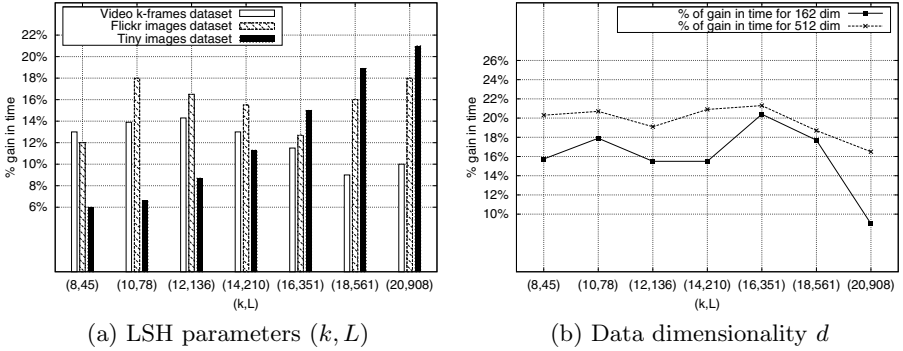 Video k-frames dataset
Flickr images dataset
Tiny images dataset
22%
20%
18%
16%
14%
12%
10%
8%
6%
% gain in time
(8,45) (10,78) (12,136) (14,210) (16,351) (18,561) (20,908)
(k,L)
(a) LSH parameters (k, L)
% of gain in time for 162 dim
% of gain in time for 512 dim
26%
24%
22%
20%
18%
16%
14%
12%
10%
% gain in time
(8,45) (10,78) (12,136) (14,210) (16,351) (18,561) (20,908)
(k,L)
(b) Data dimensionality d